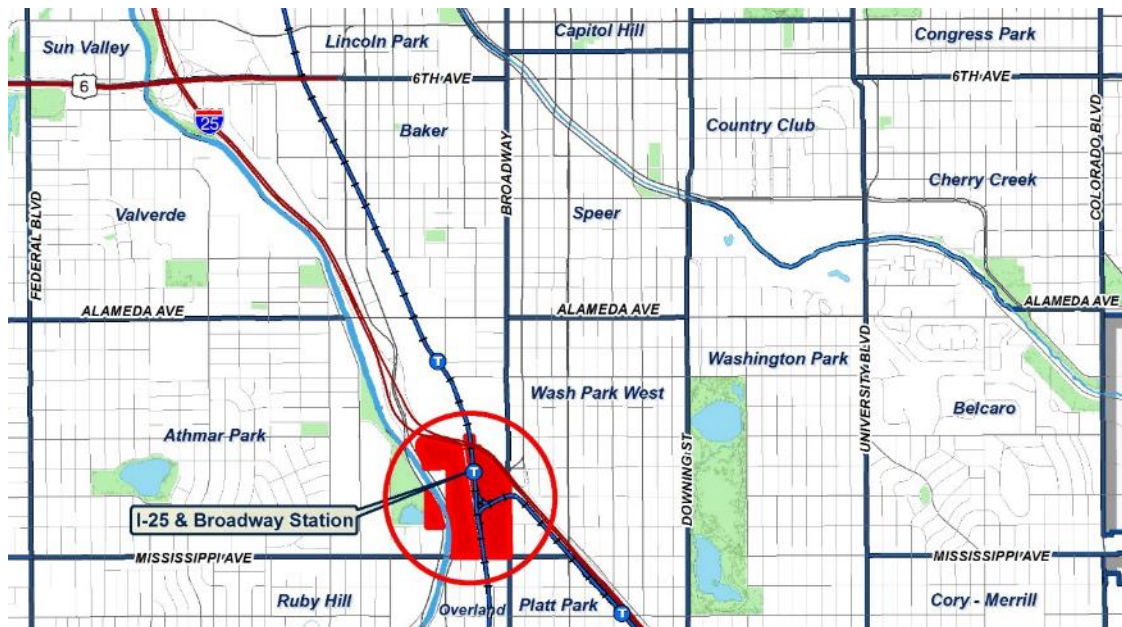 Sun Valley
Lincoln Park
Capitol Hill
Congress Park
6
6TH AVE
6TH AVE
25
Baker
Country Club
BROADWAY
COLORADO BLVD
Cherry Creek
FEDERAL BLVD
Valverde
Speer
ALAMEDA AVE
ALAMEDA AVE
ALAMEDA AVE
T
Washington Park
UNIVERSITY BLVD
Wash Park West
Belcaro
Athmar Park
T
DOWNING ST
I-25 & Broadway Station
MISSISSIPPI AVE
MISSISSIPPI AVE
Ruby Hill
Overland
Platt Park
T
Cory - Merrill